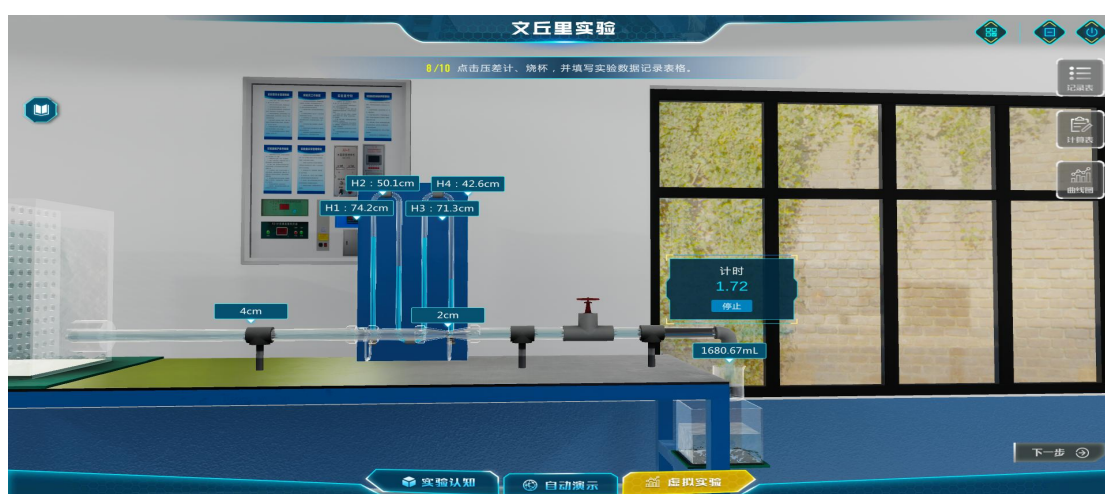 文丘里实验
8/10 点击压差计、烧杯，并填写实验数据记录表格。
记录表
计算表
曲线图
H2：50.1cm
H4：42.6cm
H1：74.2cm
H3：71.3cm
计时
1.72
停止
4cm
2cm
1680.67mL
下一步
实验认知
自动演示
虚拟实验